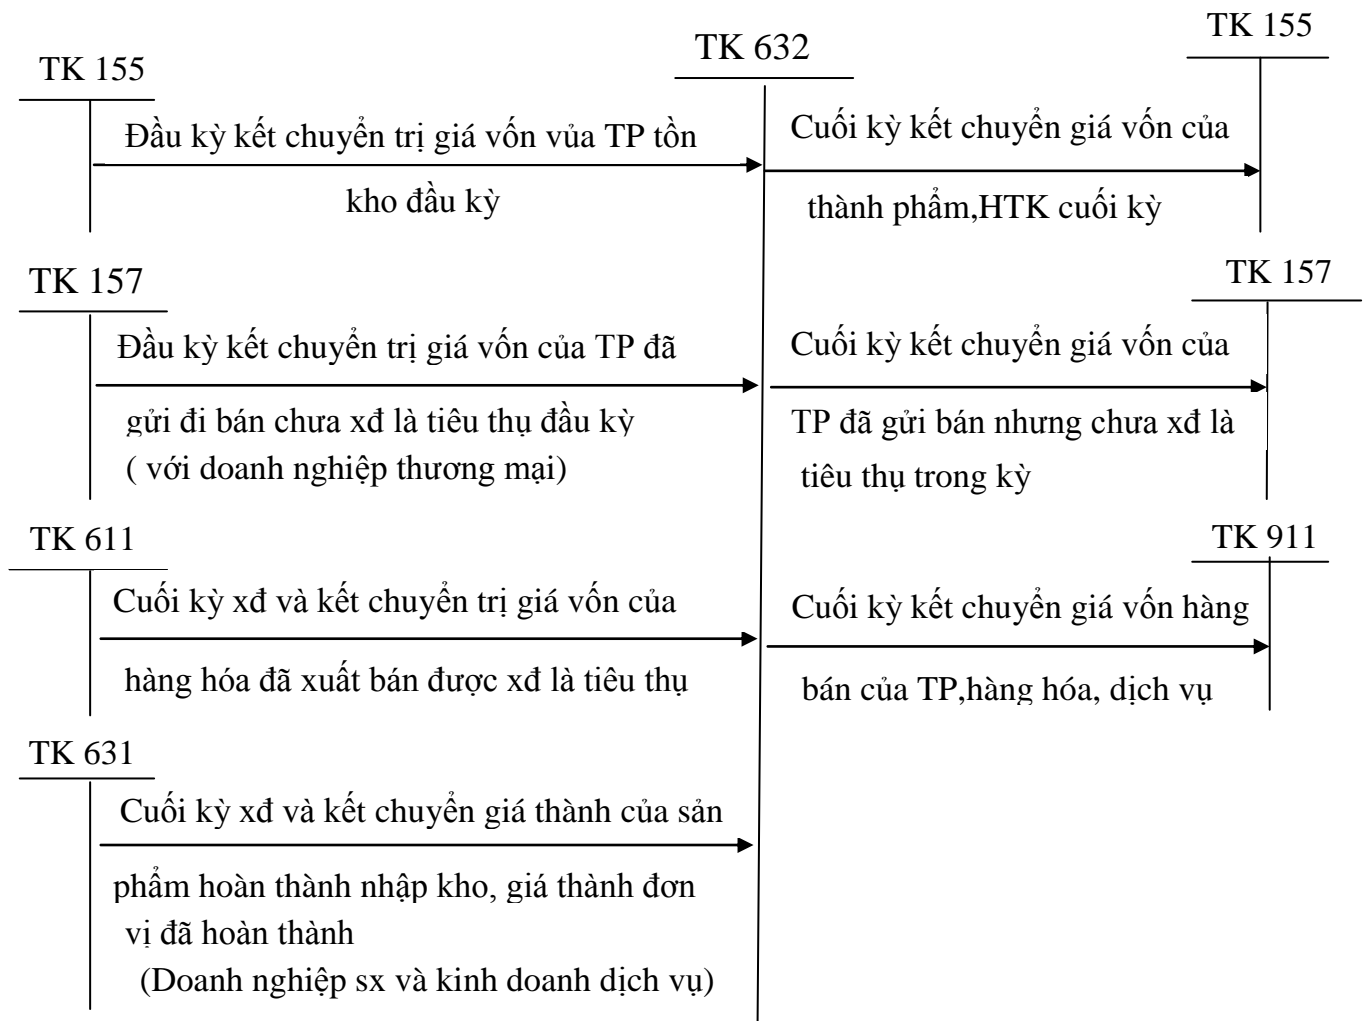 TK 155
TK 632
TK 155
Đầu kỳ kết chuyển trị giá vốn vủa TP tồn
kho đầu kỳ
Cuối kỳ kết chuyển giá vốn của
thành phẩm,HTK cuối kỳ
TK 157
TK 157
Đầu kỳ kết chuyển trị giá vốn của TP đã
gửi đi bán chưa xđ là tiêu thụ đầu kỳ
( với doanh nghiệp thương mại)
Cuối kỳ kết chuyển giá vốn của
TP đã gửi bán nhưng chưa xđ là
tiêu thụ trong kỳ
TK 611
TK 911
Cuối kỳ xđ và kết chuyển trị giá vốn của
hàng hóa đã xuất bán được xđ là tiêu thụ
Cuối kỳ kết chuyển giá vốn hàng
bán của TP,hàng hóa, dịch vụ
TK 631
Cuối kỳ xđ và kết chuyển giá thành của sản
phẩm hoàn thành nhập kho, giá thành đơn
vị đã hoàn thành
(Doanh nghiệp sx và kinh doanh dịch vụ)